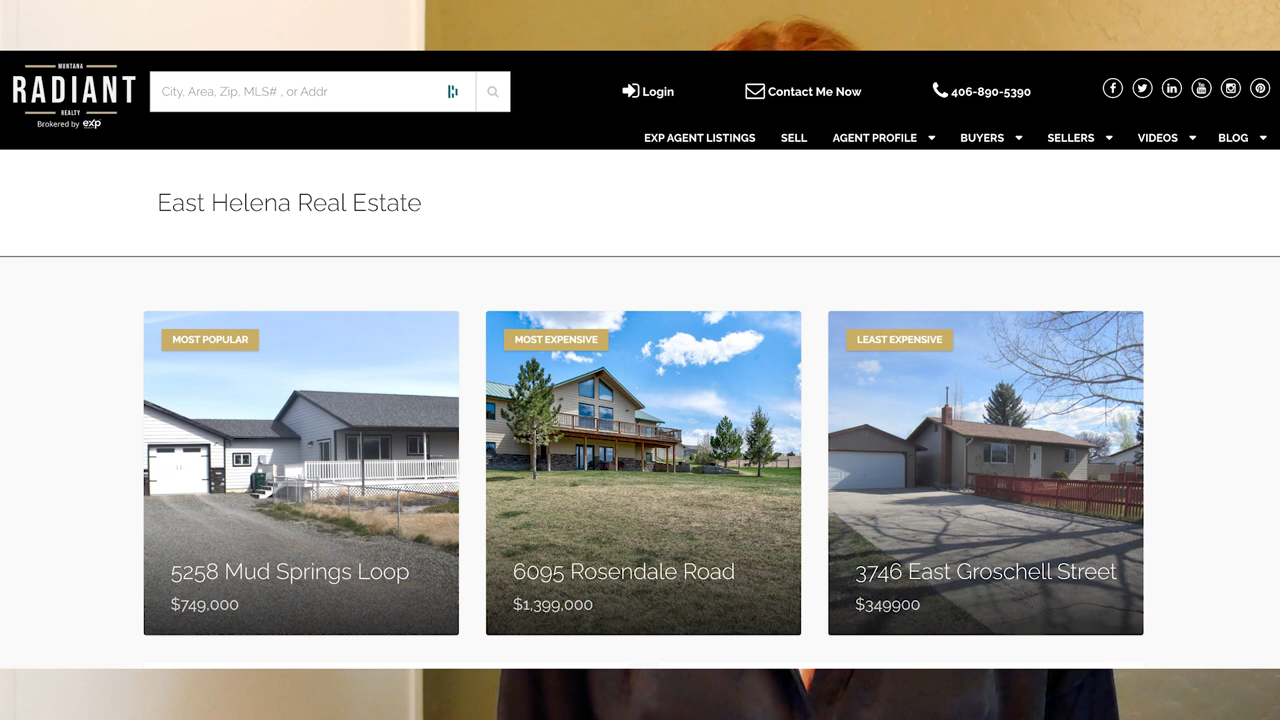 MONTANA
RADIANT
REALTY
Brokered by exp
City, Area, Zip, MLS# , or Addr
Login
Contact Me Now
406-890-5390
EXP AGENT LISTINGS
SELL
AGENT PROFILE
BUYERS
SELLERS
VIDEOS
BLOG
East Helena Real Estate
MOST POPULAR
5258 Mud Springs Loop
$749,000
MOST EXPENSIVE
6095 Rosendale Road
$1,399,000
LEAST EXPENSIVE
3746 East Groschell Street
$349900